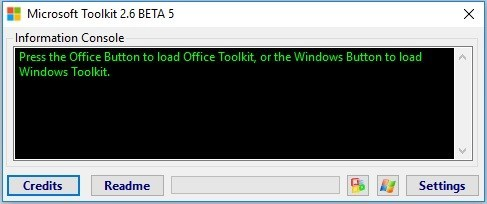 Microsoft Toolkit 2.6 BETA 5
Information Console
Press the Office Button to load Office Toolkit, or the Windows Button to load
Windows Toolkit.
Credits Readme Settings